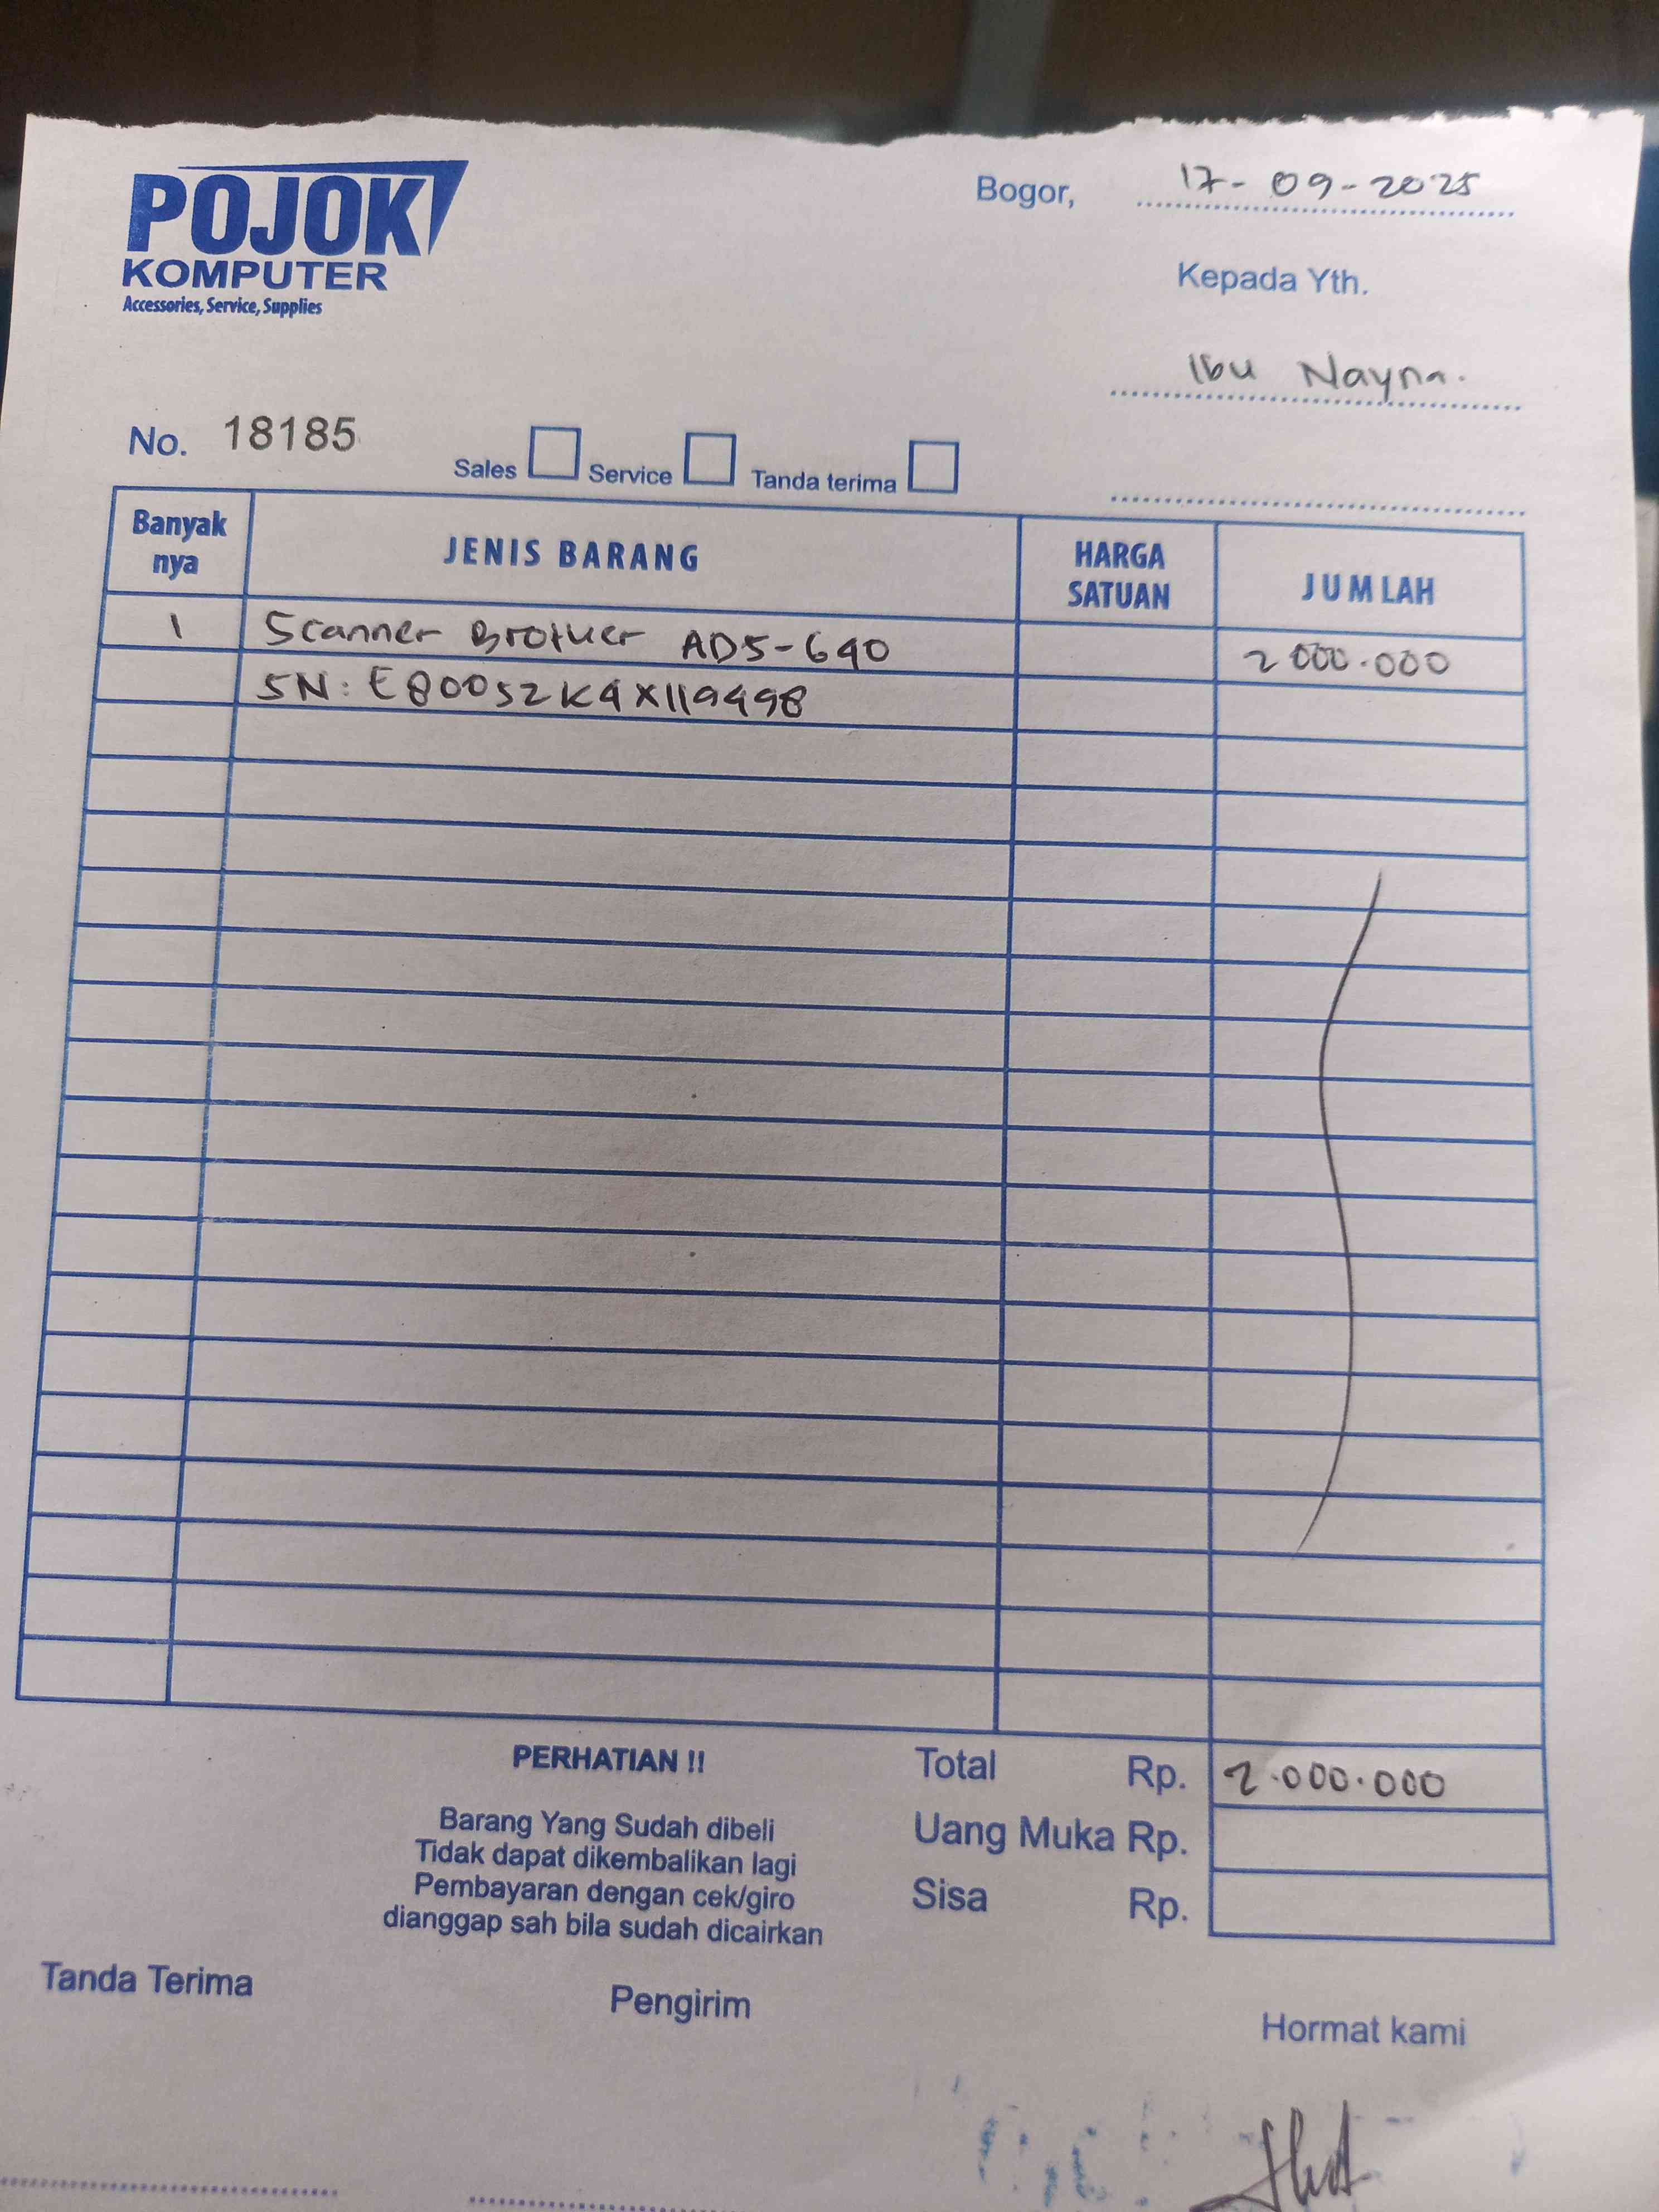 POJOK
KOMPUTER
Accessories, Service, Supplies
Bogor, 17-09-2025
Kepada Yth.
Ibu Nayna.
No. 18185
Sales Service Tanda terima
Banyak nya JENIS BARANG HARGA SATUAN JUMLAH
1 Scanner Brother ADS-640 2000.000
SN: E80052K4X119498
PERHATIAN !!
Barang Yang Sudah dibeli
Tidak dapat dikembalikan lagi
Pembayaran dengan cek/giro
dianggap sah bila sudah dicairkan
Total Rp. 2.000.000
Uang Muka Rp.
Sisa Rp.
Tanda Terima
Pengirim
Hormat kami